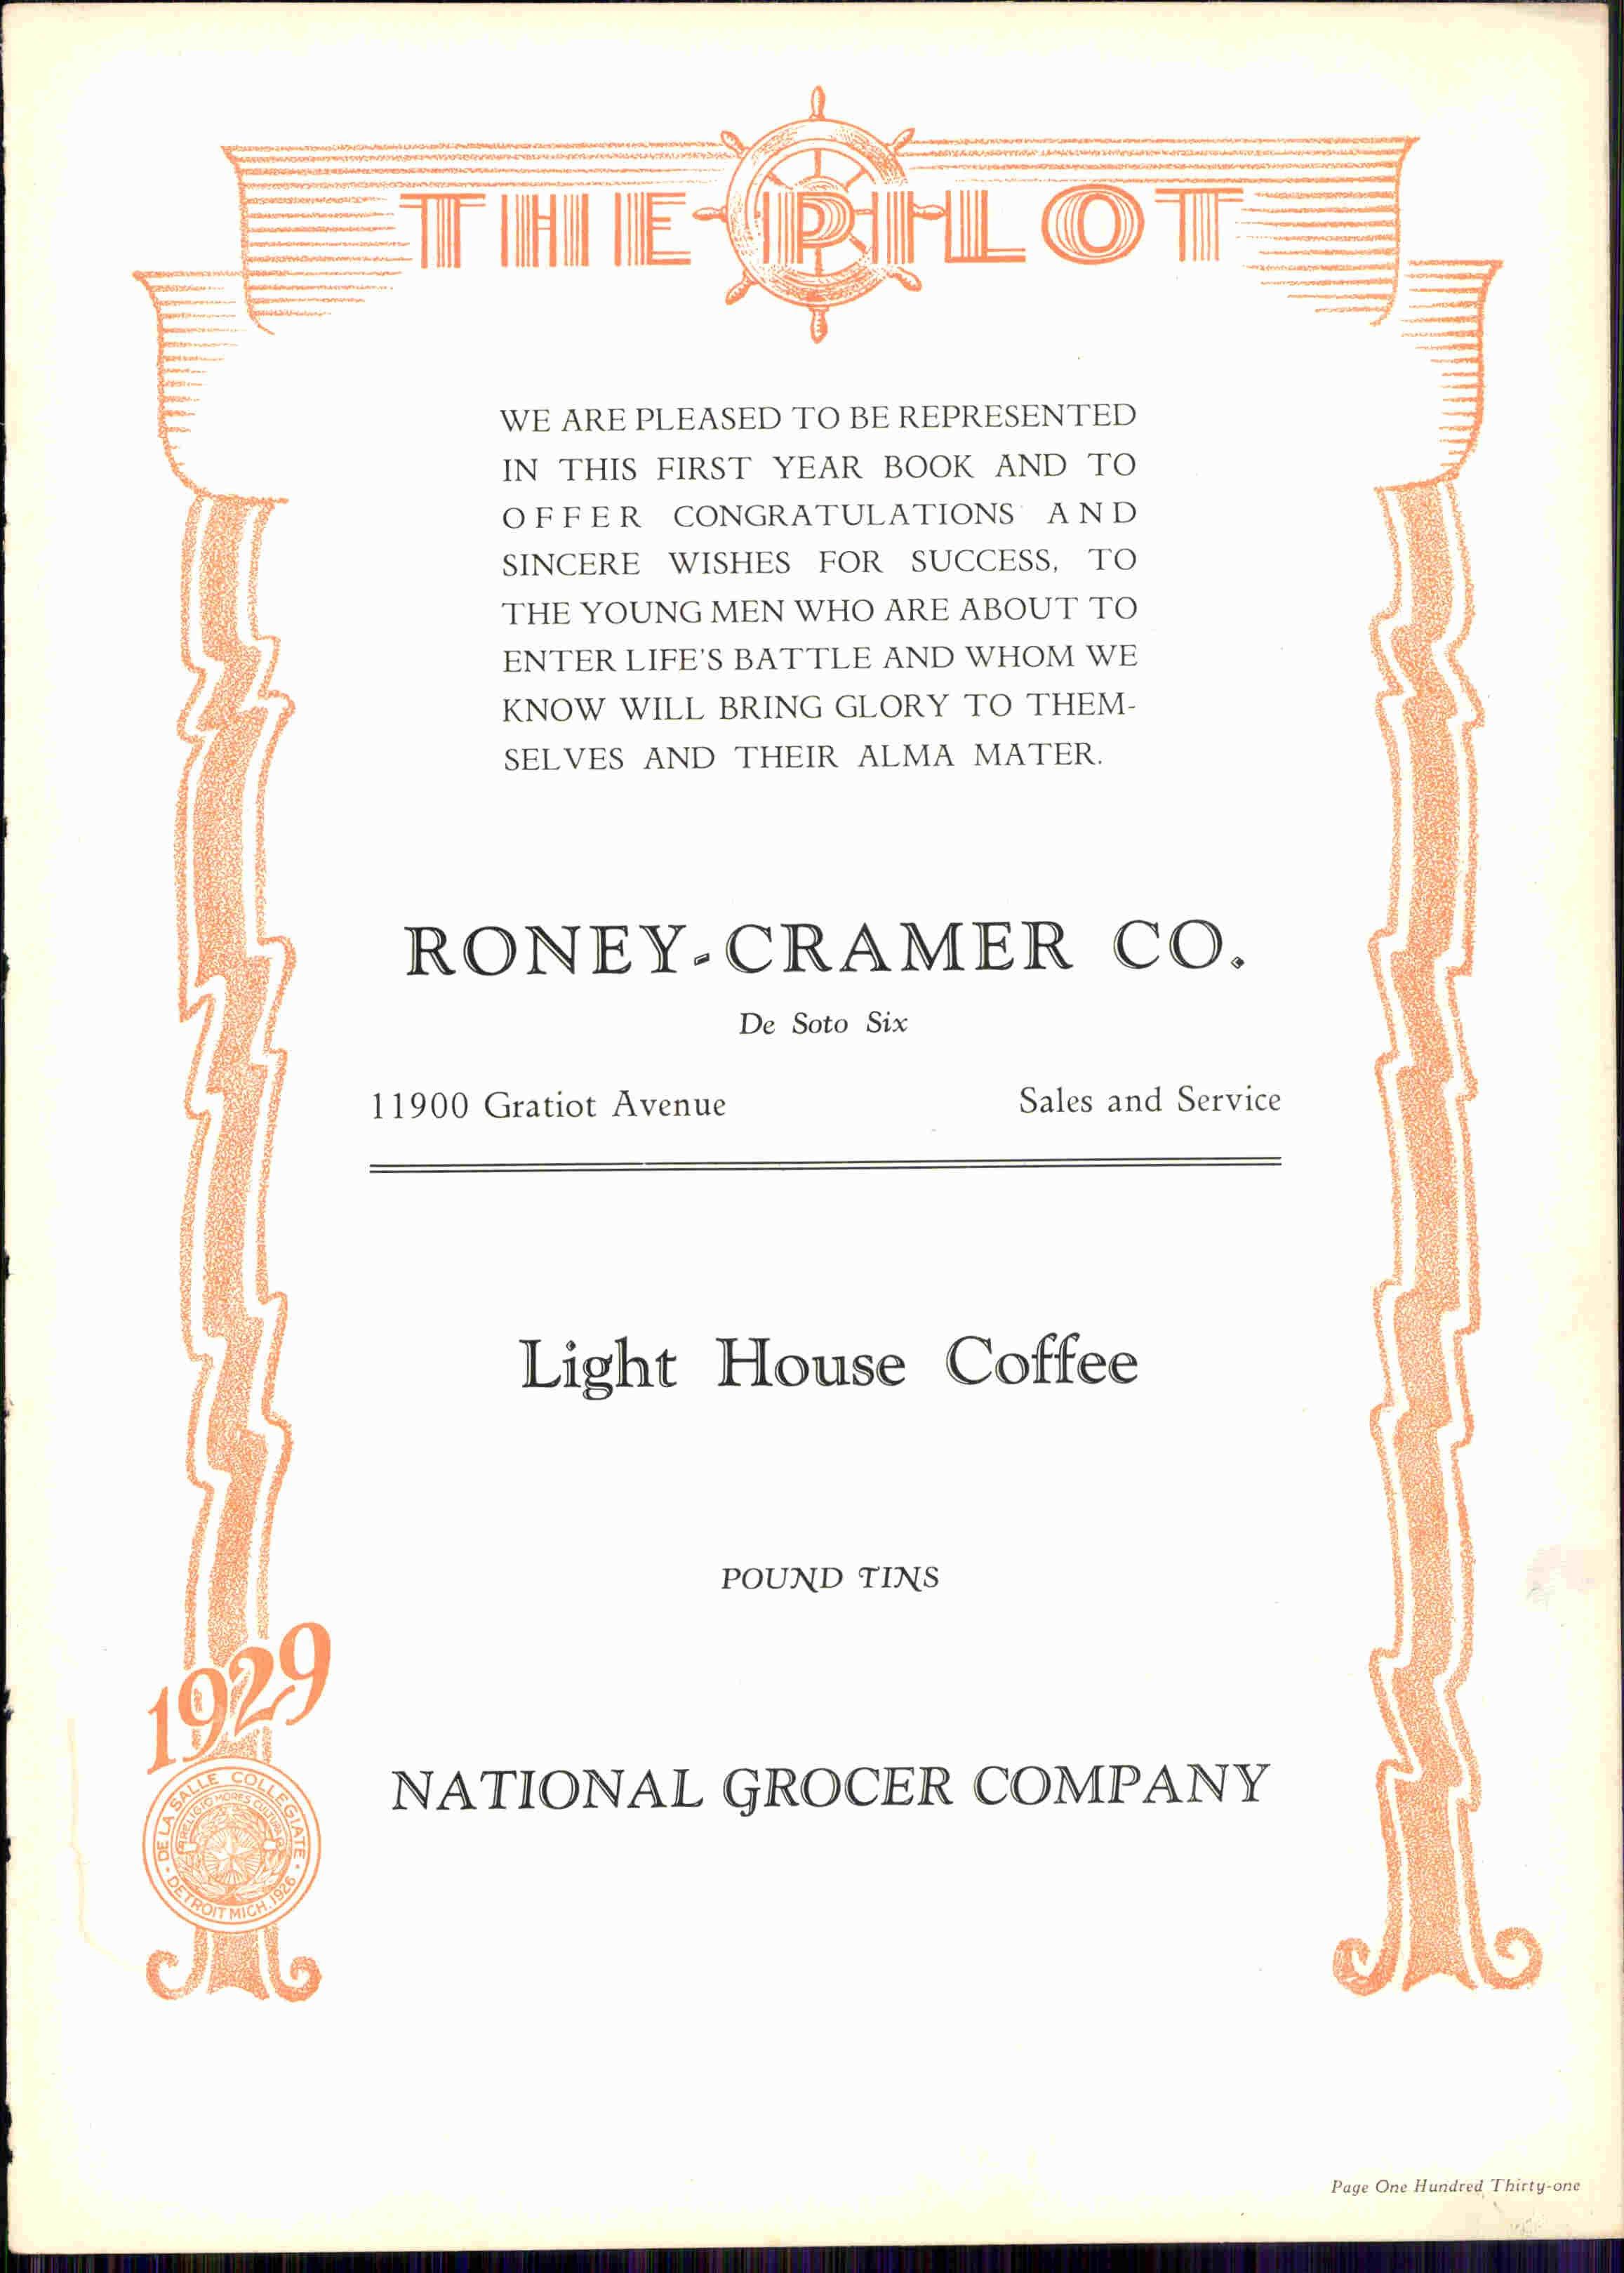 THE PILOT
WE ARE PLEASED TO BE REPRESENTED
IN THIS FIRST YEAR BOOK AND TO
OFFER CONGRATULATIONS AND
SINCERE WISHES FOR SUCCESS, TO
THE YOUNG MEN WHO ARE ABOUT TO
ENTER LIFE'S BATTLE AND WHOM WE
KNOW WILL BRING GLORY TO THEM-
SELVES AND THEIR ALMA MATER.
RONEY-CRAMER CO.
De Soto Six
11900 Gratiot Avenue Sales and Service
Light House Coffee
POUND TINS
1929
NATIONAL GROCER COMPANY
DE LA SALLE COLLEGIATE
RELIGIO MORES CULTURA
DETROIT MICH. 1926
Page One Hundred Thirty-one